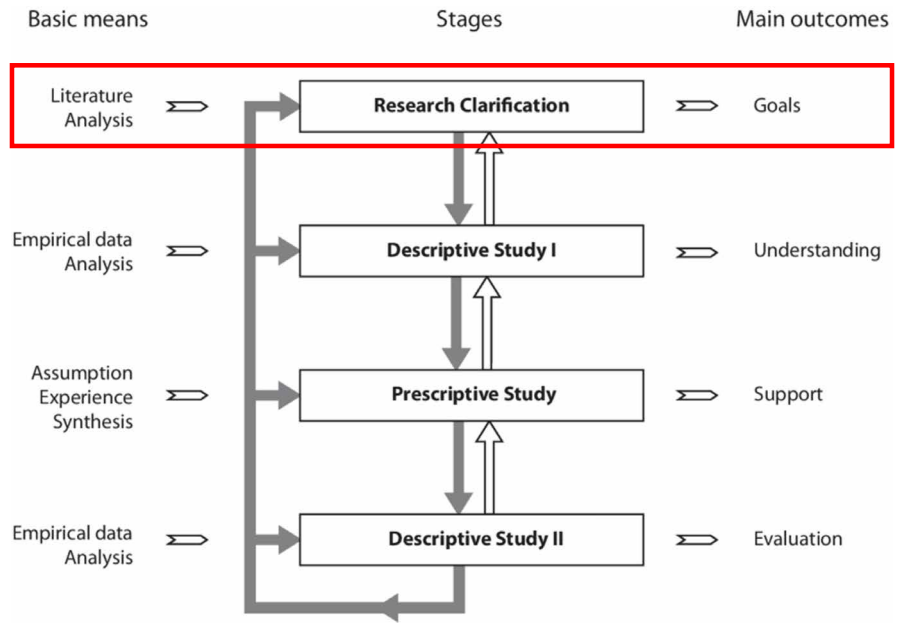 Basic means
Stages
Main outcomes
Literature
Analysis
Research Clarification
Goals
Empirical data
Analysis
Descriptive Study I
Understanding
Assumption
Experience
Synthesis
Prescriptive Study
Support
Empirical data
Analysis
Descriptive Study II
Evaluation